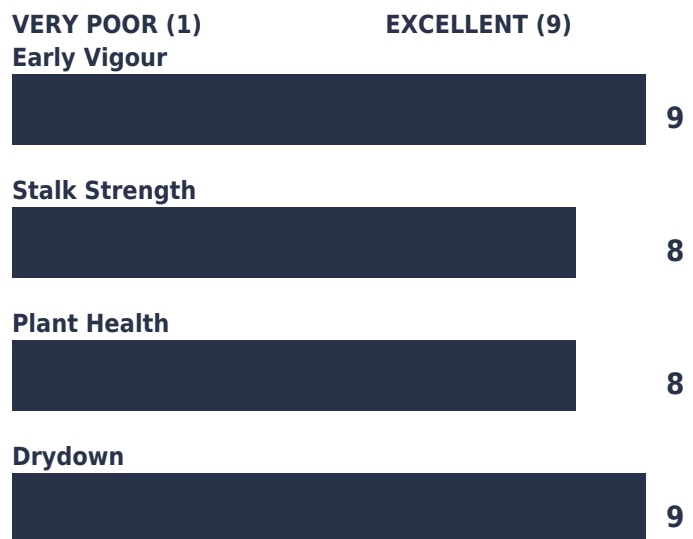 VERY POOR (1) EXCELLENT (9)
Early Vigour
9
Stalk Strength
8
Plant Health
8
Drydown
9